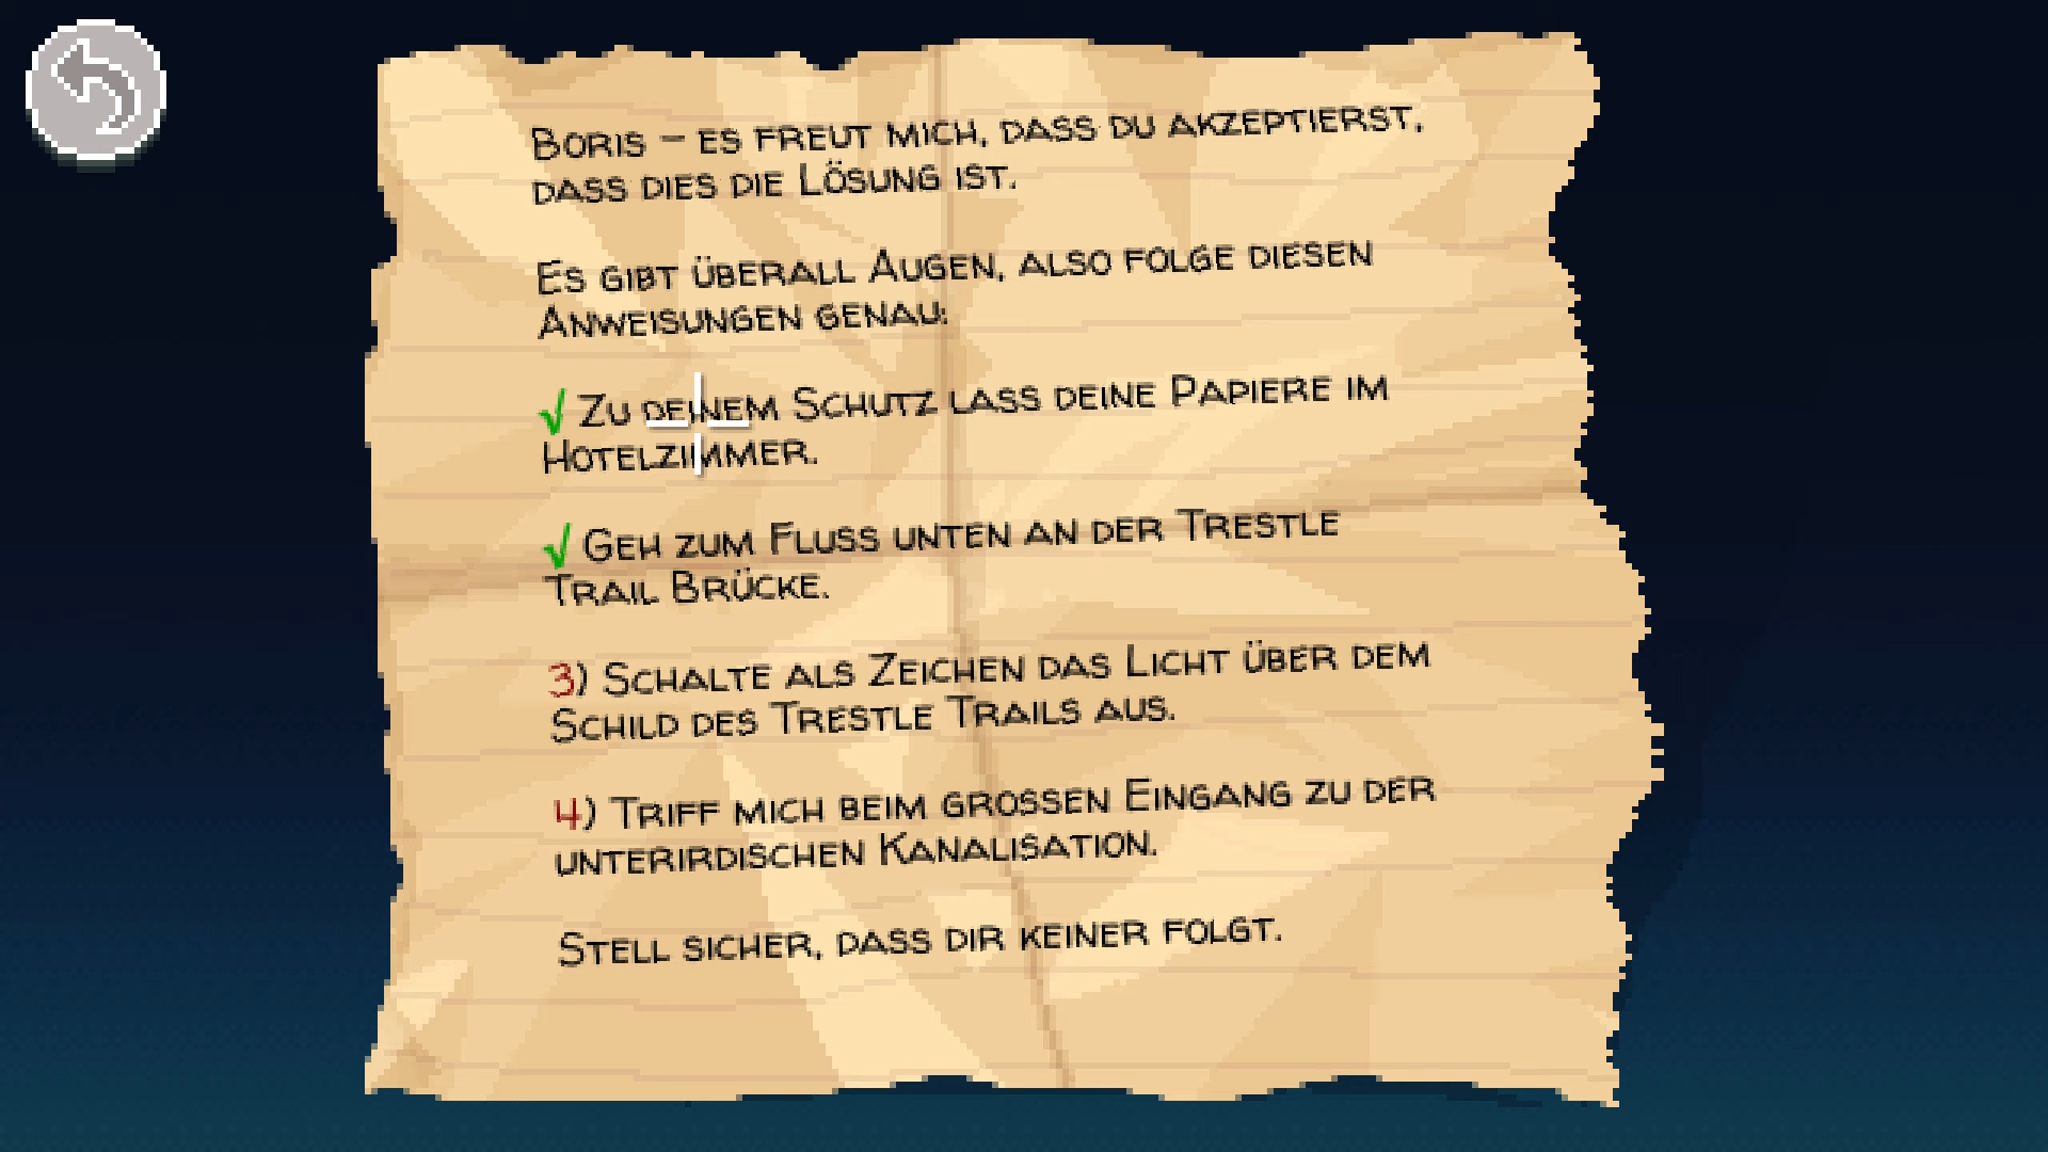 Boris – es freut mich, dass du akzeptierst,
dass dies die Lösung ist.
Es gibt überall Augen, also folge diesen
Anweisungen genau:
√ Zu deinem Schutz lass deine Papiere im
Hotelzimmer.
√ Geh zum Fluss unten an der Trestle
Trail Brücke.
3) Schalte als Zeichen das Licht über dem
Schild des Trestle Trails aus.
4) Triff mich beim grossen Eingang zu der
unterirdischen Kanalisation.
Stell sicher, dass dir keiner folgt.